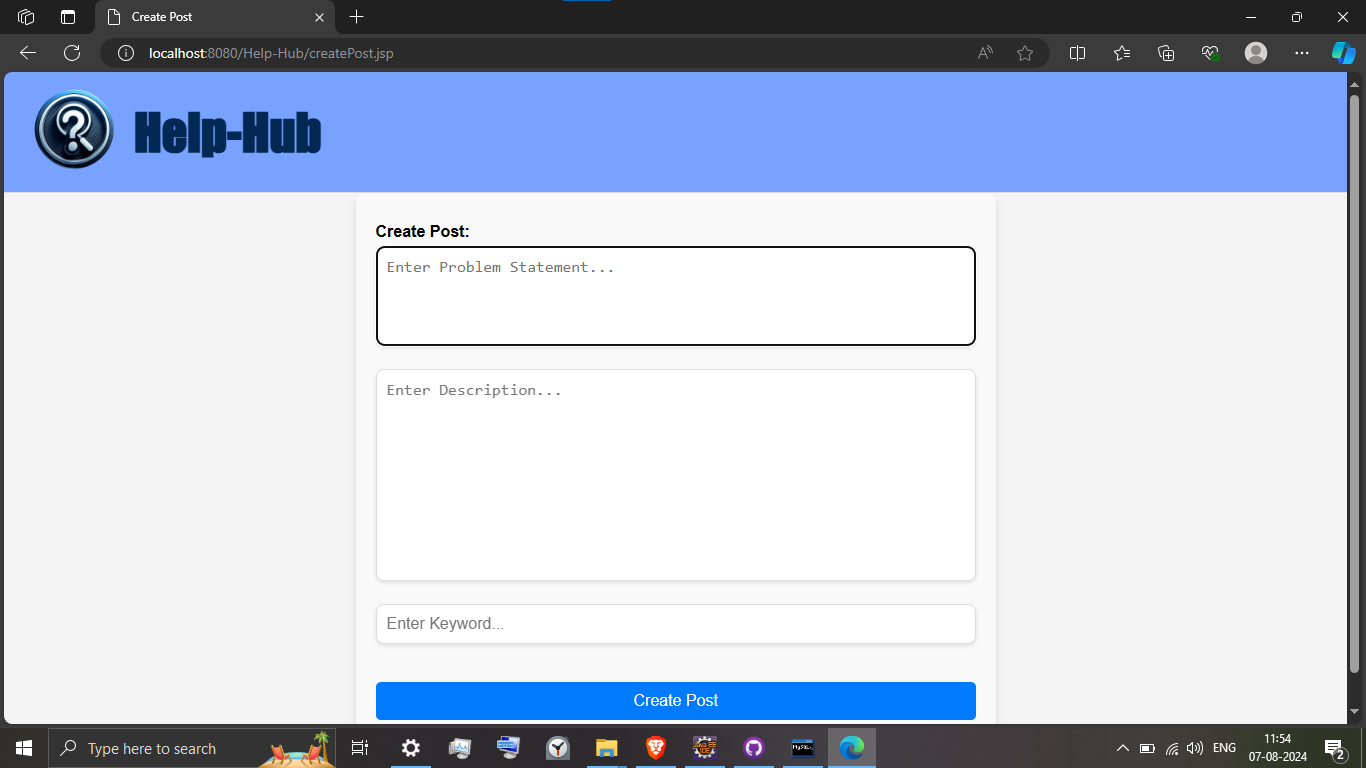 Create Post
localhost:8080/Help-Hub/createPost.jsp
Help-Hub
Create Post:
Enter Problem Statement...
Enter Description...
Enter Keyword...
Create Post
Type here to search
ENG
11:54
07-08-2024
2